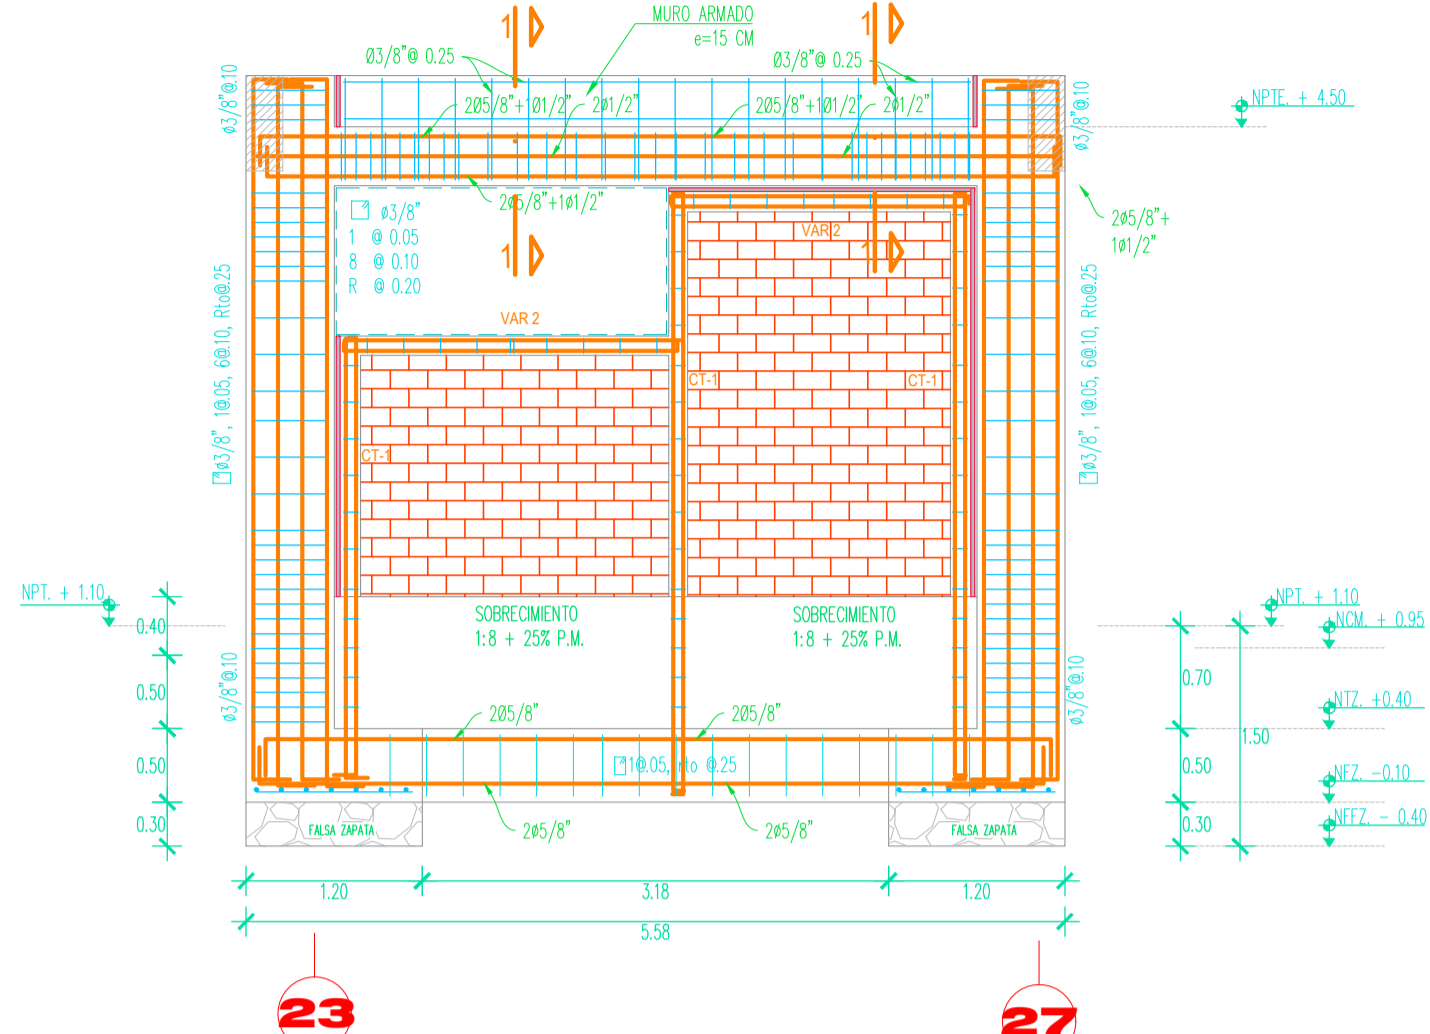 MURO ARMADO
e=15 CM
1
1
Ø3/8"@ 0.25
Ø3/8"@ 0.25
ø3/8"@.10
ø3/8"@.10
2Ø5/8"+1Ø1/2"
2ø1/2"
2Ø5/8"+1Ø1/2"
2ø1/2"
NPTE. + 4.50
2ø5/8"+1ø1/2"
2ø5/8"+
1ø1/2"
ø3/8"
1 @ 0.05
8 @ 0.10
R @ 0.20
1
1
VAR 2
VAR 2
ø3/8", 1@.05, 6@.10, Rto@.25
ø3/8", 1@.05, 6@.10, Rto@.25
CT-1
CT-1
CT-1
NPT. + 1.10
NPT. + 1.10
NCM. + 0.95
SOBRECIMIENTO
1:8 + 25% P.M.
SOBRECIMIENTO
1:8 + 25% P.M.
0.40
0.50
0.50
0.30
ø3/8"@.10
ø3/8"@.10
0.70
0.50
0.30
1.50
NTZ. +0.40
NFZ. -0.10
NFFZ. - 0.40
2Ø5/8"
2Ø5/8"
1@.05, rto @.25
2ø5/8"
2ø5/8"
FALSA ZAPATA
FALSA ZAPATA
1.20
3.18
1.20
5.58
23
27